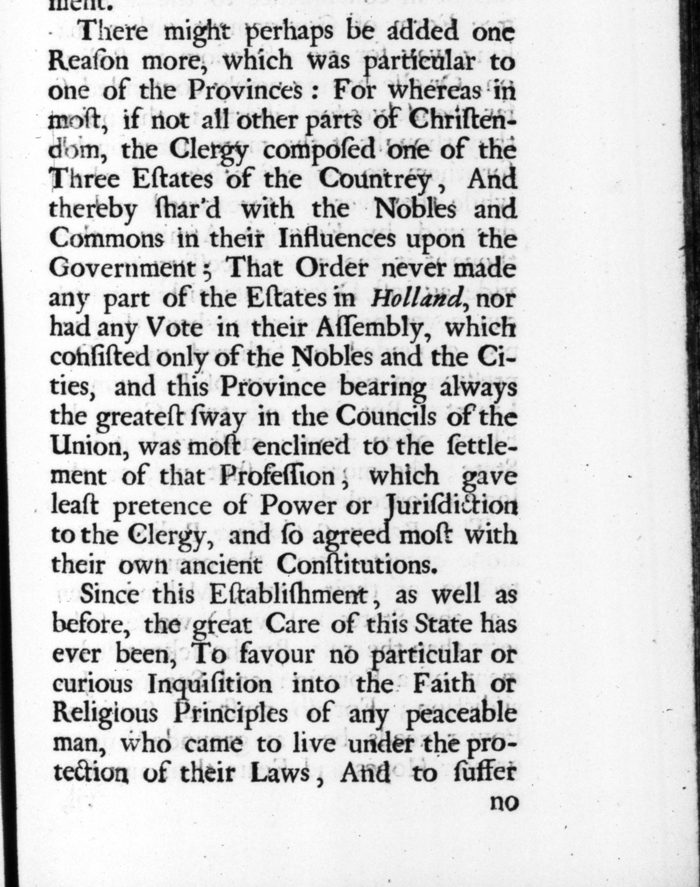 ment.
There might perhaps be added one
Reaſon more, which was particular to
one of the Provinces : For whereas in
moſt, if not all other parts of Chriſten-
dom, the Clergy compoſed one of the
Three Eſtates of the Countrey, And
thereby ſhar'd with the Nobles and
Commons in their Influences upon the
Government ; That Order never made
any part of the Eſtates in Holland, nor
had any Vote in their Aſſembly, which
conſiſted only of the Nobles and the Ci-
ties, and this Province bearing always
the greateſt ſway in the Councils of the
Union, was moſt enclined to the ſettle-
ment of that Profeſſion, which gave
leaſt pretence of Power or Jurisdiction
to the Clergy, and ſo agreed moſt with
their own ancient Conſtitutions.
Since this Eſtabliſhment, as well as
before, the great Care of this State has
ever been, To favour no particular or
curious Inquiſition into the Faith or
Religious Principles of any peaceable
man, who came to live under the pro-
tection of their Laws, And to ſuffer
no